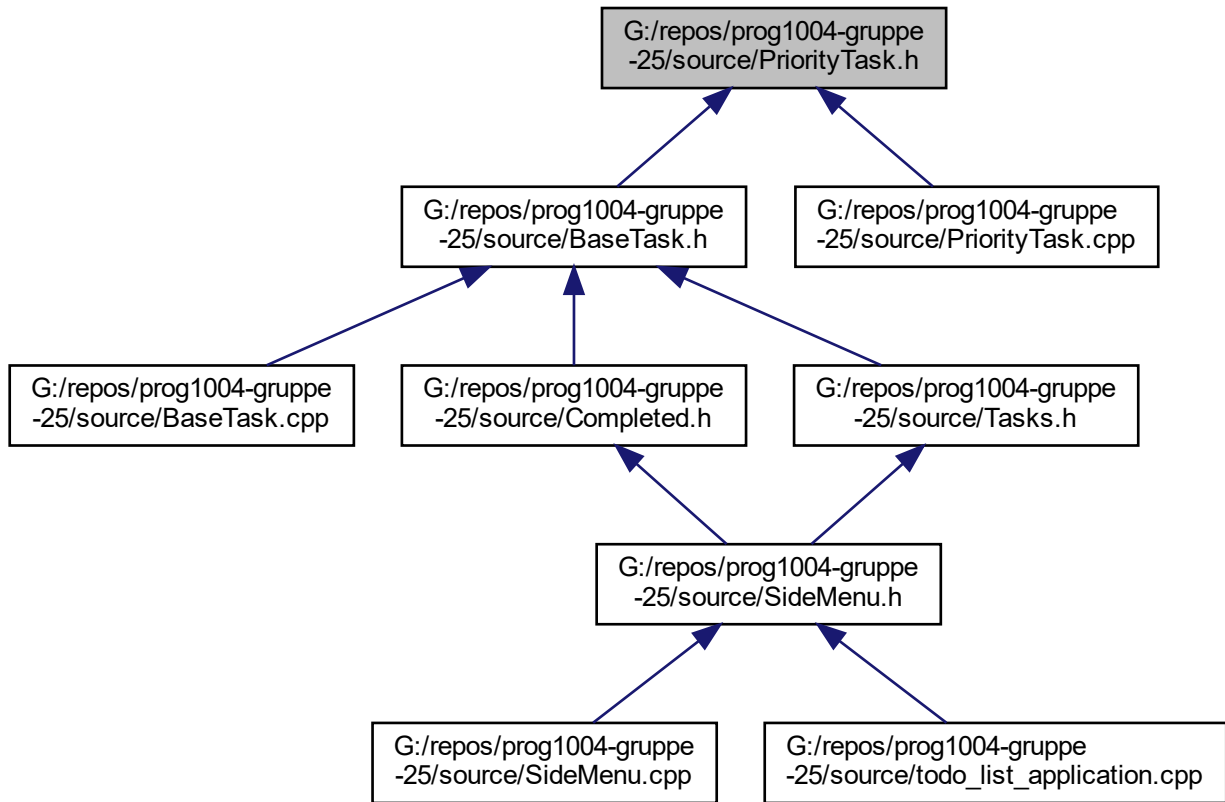 G:/repos/prog1004-gruppe
-25/source/PriorityTask.h
G:/repos/prog1004-gruppe
-25/source/BaseTask.h
G:/repos/prog1004-gruppe
-25/source/PriorityTask.cpp
G:/repos/prog1004-gruppe
-25/source/BaseTask.cpp
G:/repos/prog1004-gruppe
-25/source/Completed.h
G:/repos/prog1004-gruppe
-25/source/Tasks.h
G:/repos/prog1004-gruppe
-25/source/SideMenu.h
G:/repos/prog1004-gruppe
-25/source/SideMenu.cpp
G:/repos/prog1004-gruppe
-25/source/todo_list_application.cpp